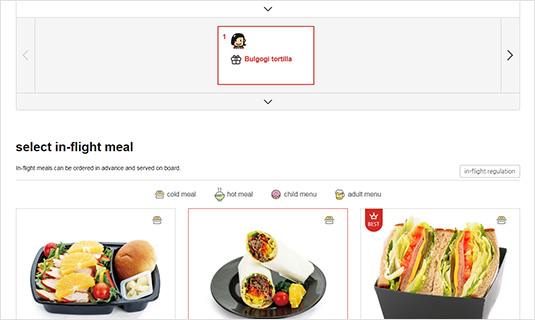 1
Bulgogi tortilla
select in-flight meal
In-flight meals can be ordered in advance and served on board.
in-flight regulation
cold meal hot meal child menu adult menu
BEST